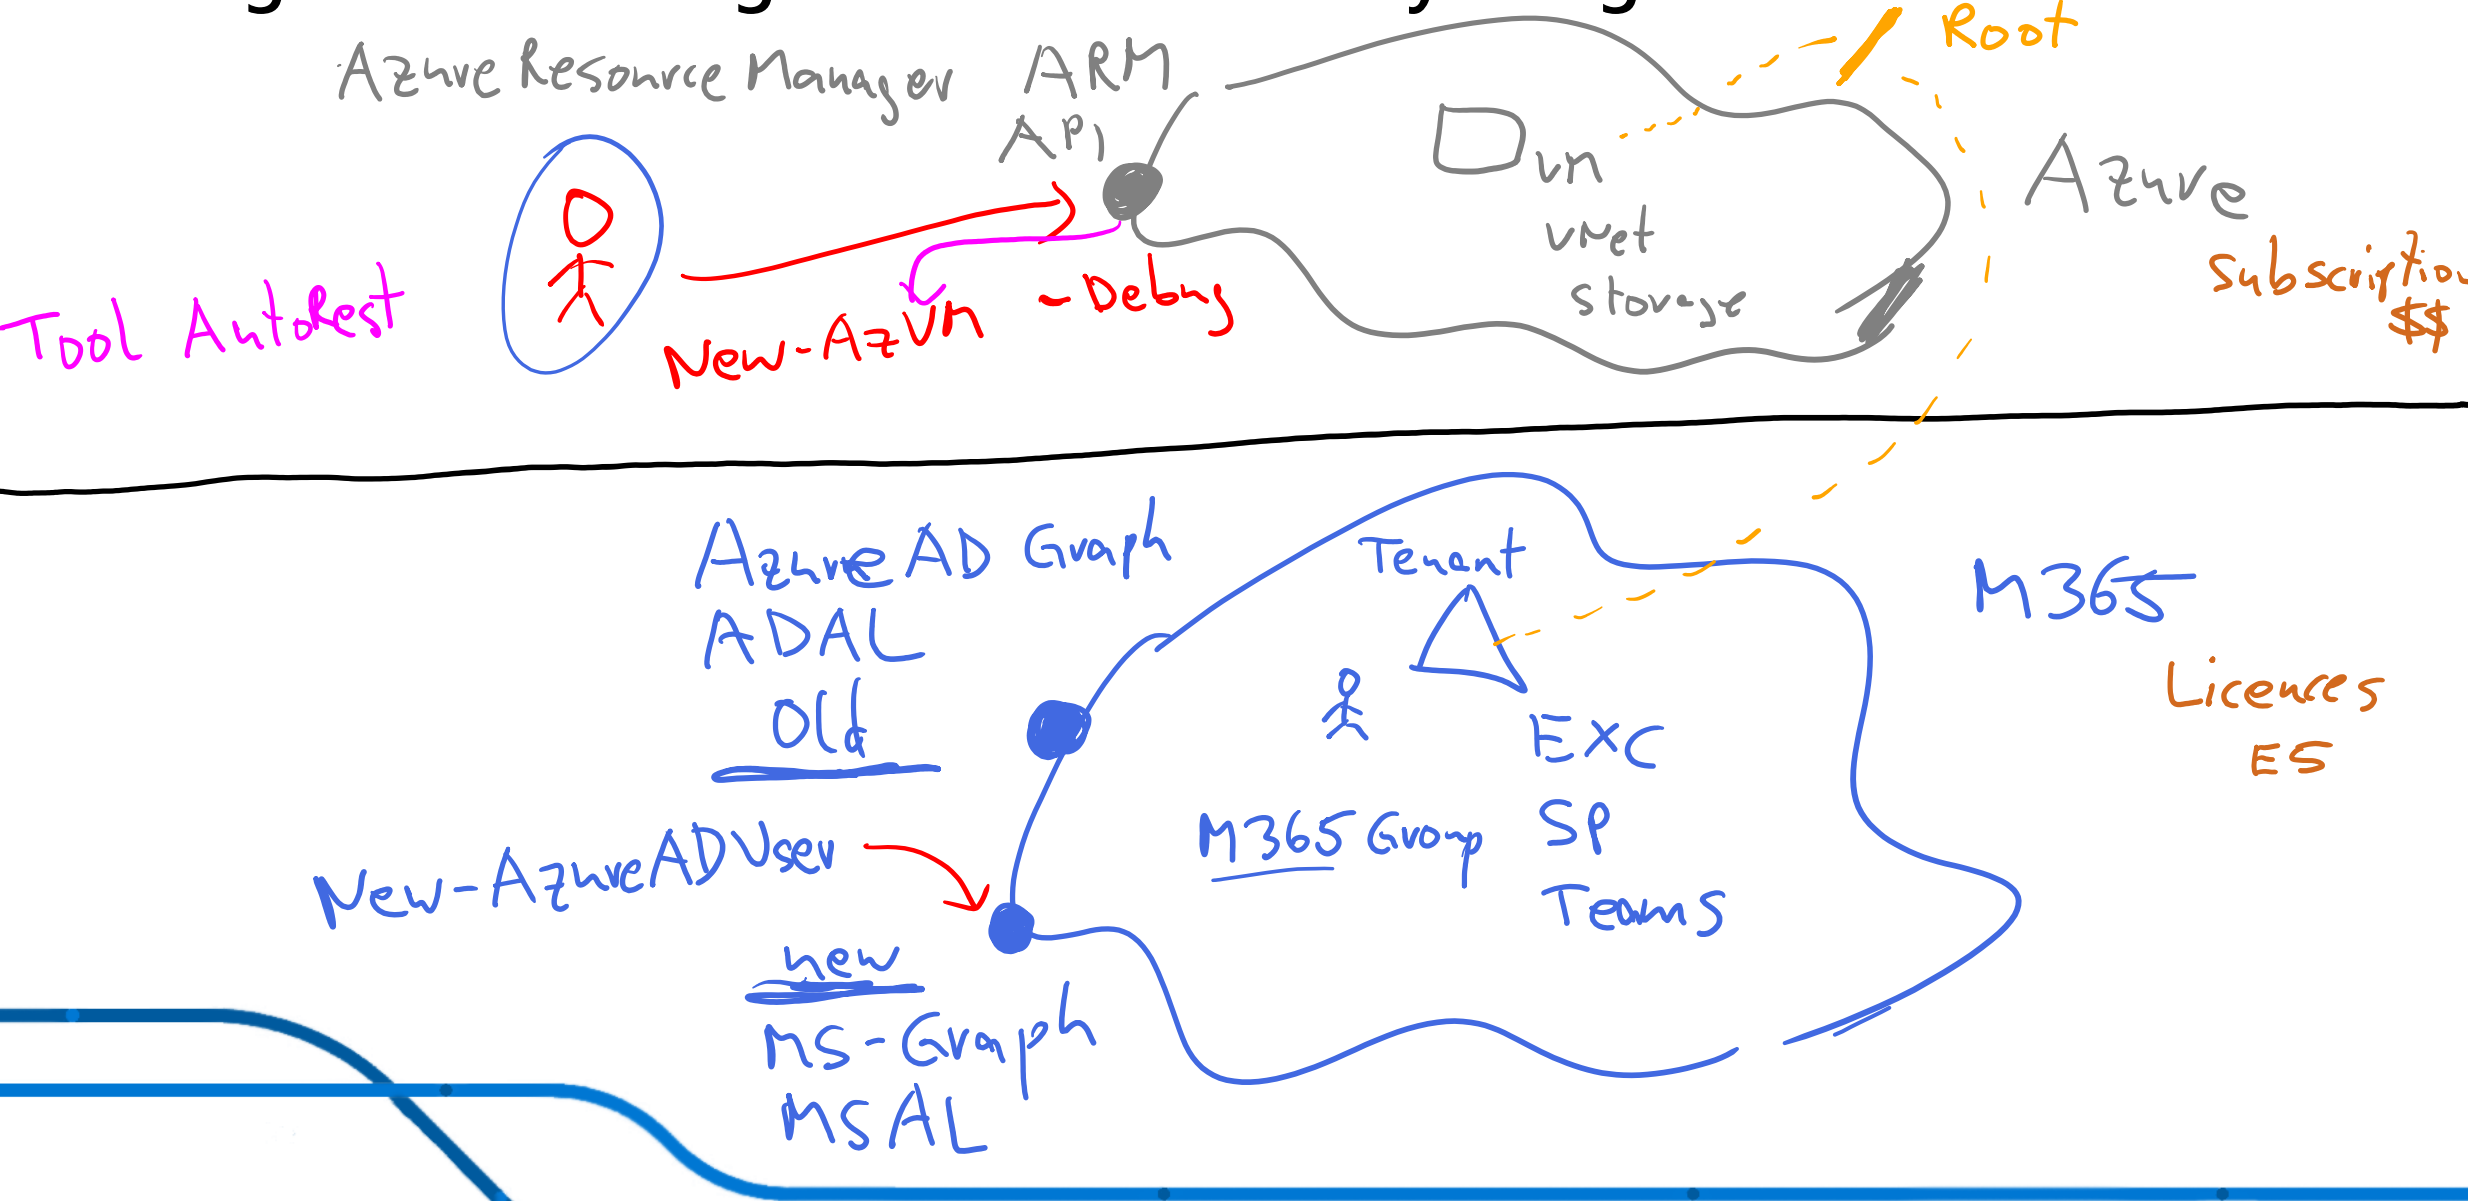 Root
Azure Resource Manager ARM
API
vm
Azure
vnet
Subscription
storage
$$
Tool AutoRest
New-AzVM -Debug
Azure AD Graph
Tenant
M365
ADAL
Licences
Old
EXC
E5
M365 Group
SP
New-AzureADUser
Teams
new
MS-Graph
MSAL